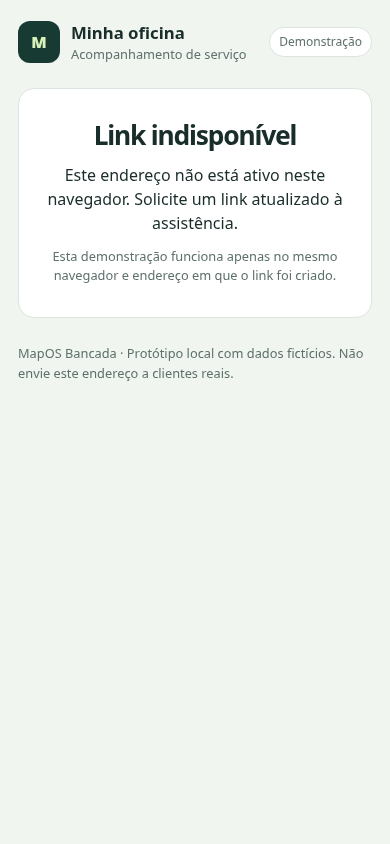 M
Minha oficina
Acompanhamento de serviço
Demonstração
Link indisponível
Este endereço não está ativo neste
navegador. Solicite um link atualizado à
assistência.
Esta demonstração funciona apenas no mesmo
navegador e endereço em que o link foi criado.
MapOS Bancada · Protótipo local com dados fictícios. Não
envie este endereço a clientes reais.